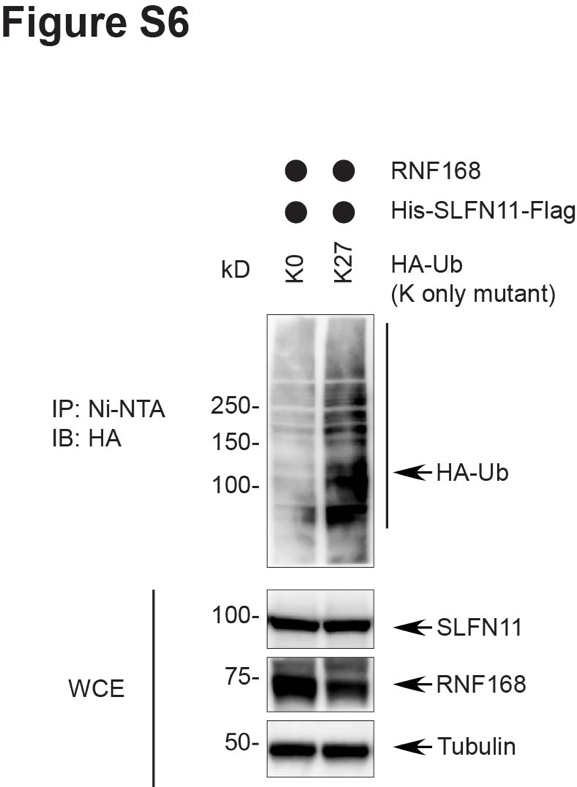 Figure S6
RNF168
His-SLFN11-Flag
kD
K0
K27
HA-Ub
(K only mutant)
IP: Ni-NTA
IB: HA
250-
150-
100-
HA-Ub
WCE
100-
SLFN11
75-
RNF168
50-
Tubulin